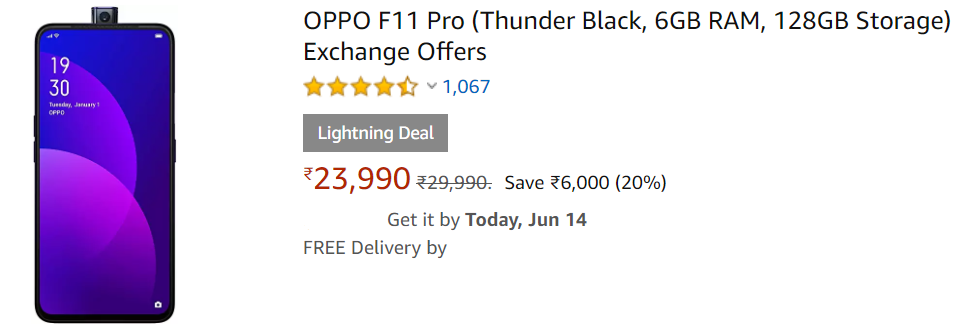 19
30
Tuesday, January 1
OPPO
OPPO F11 Pro (Thunder Black, 6GB RAM, 128GB Storage)
Exchange Offers
1,067
Lightning Deal
₹23,990 ₹29,990. Save ₹6,000 (20%)
Get it by Today, Jun 14
FREE Delivery by